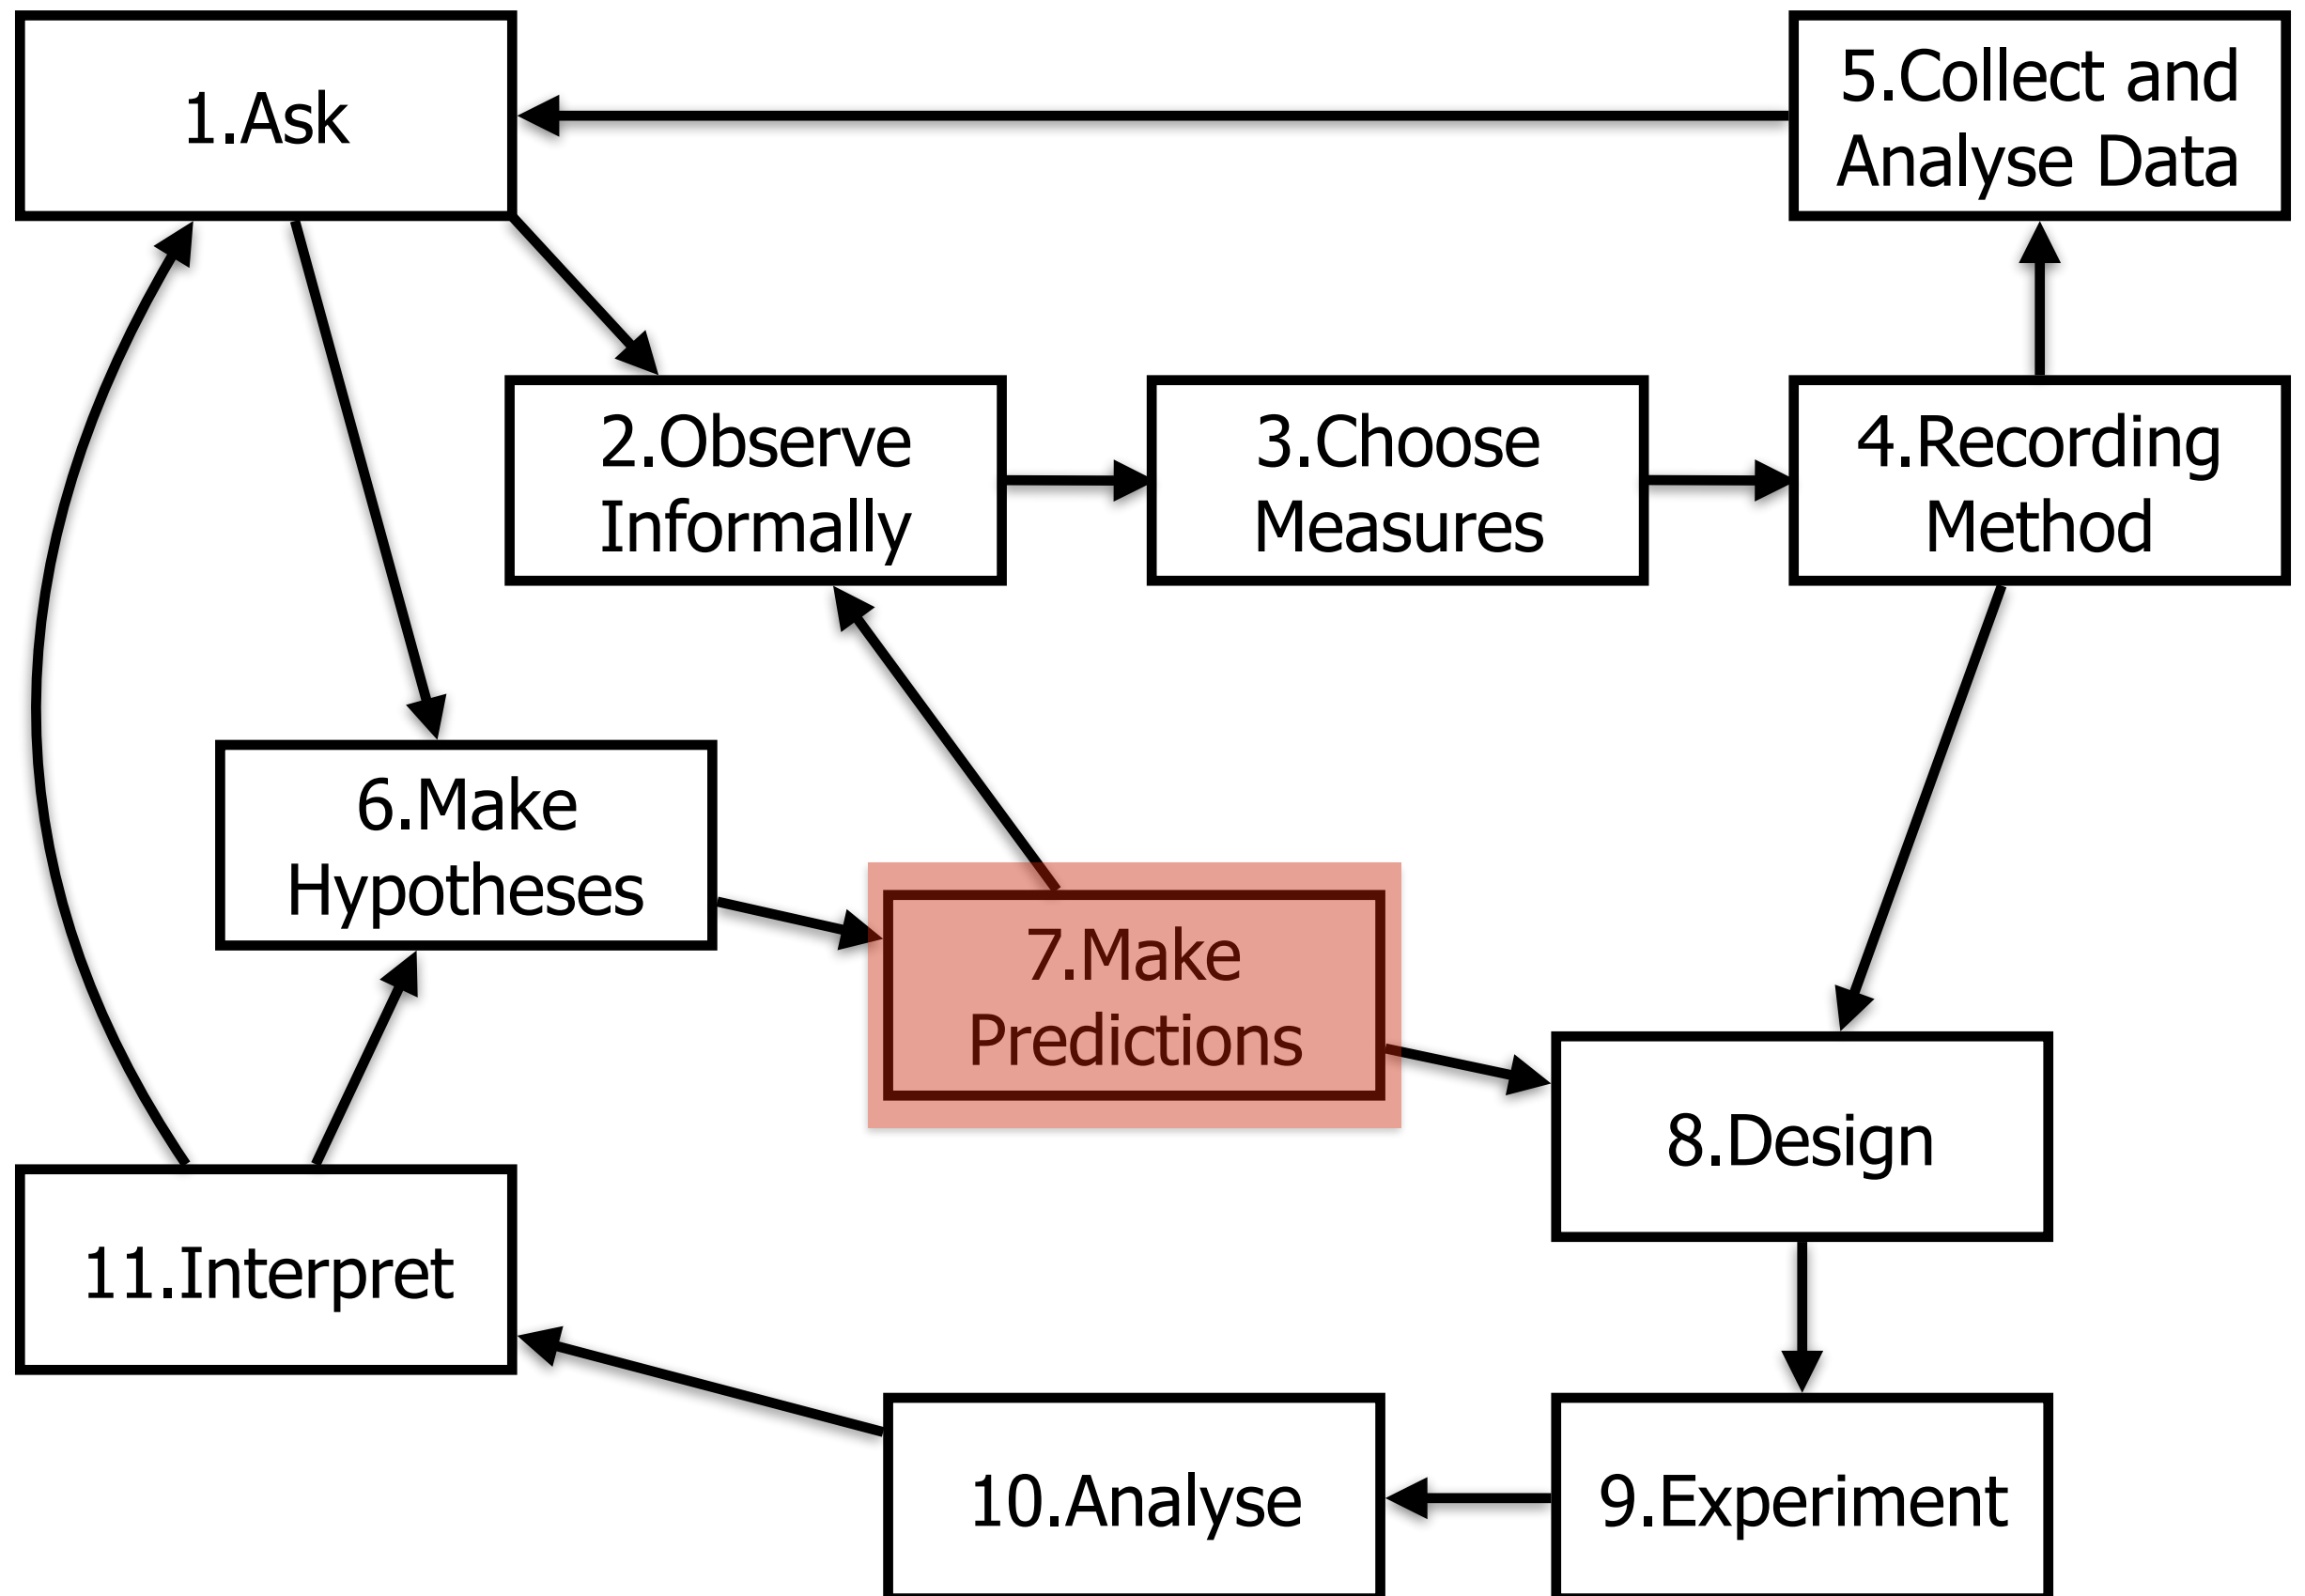 1.Ask
5.Collect and
Analyse Data
2.Observe
Informally
3.Choose
Measures
4.Recording
Method
6.Make
Hypotheses
7.Make
Predictions
8.Design
11.Interpret
10.Analyse
9.Experiment